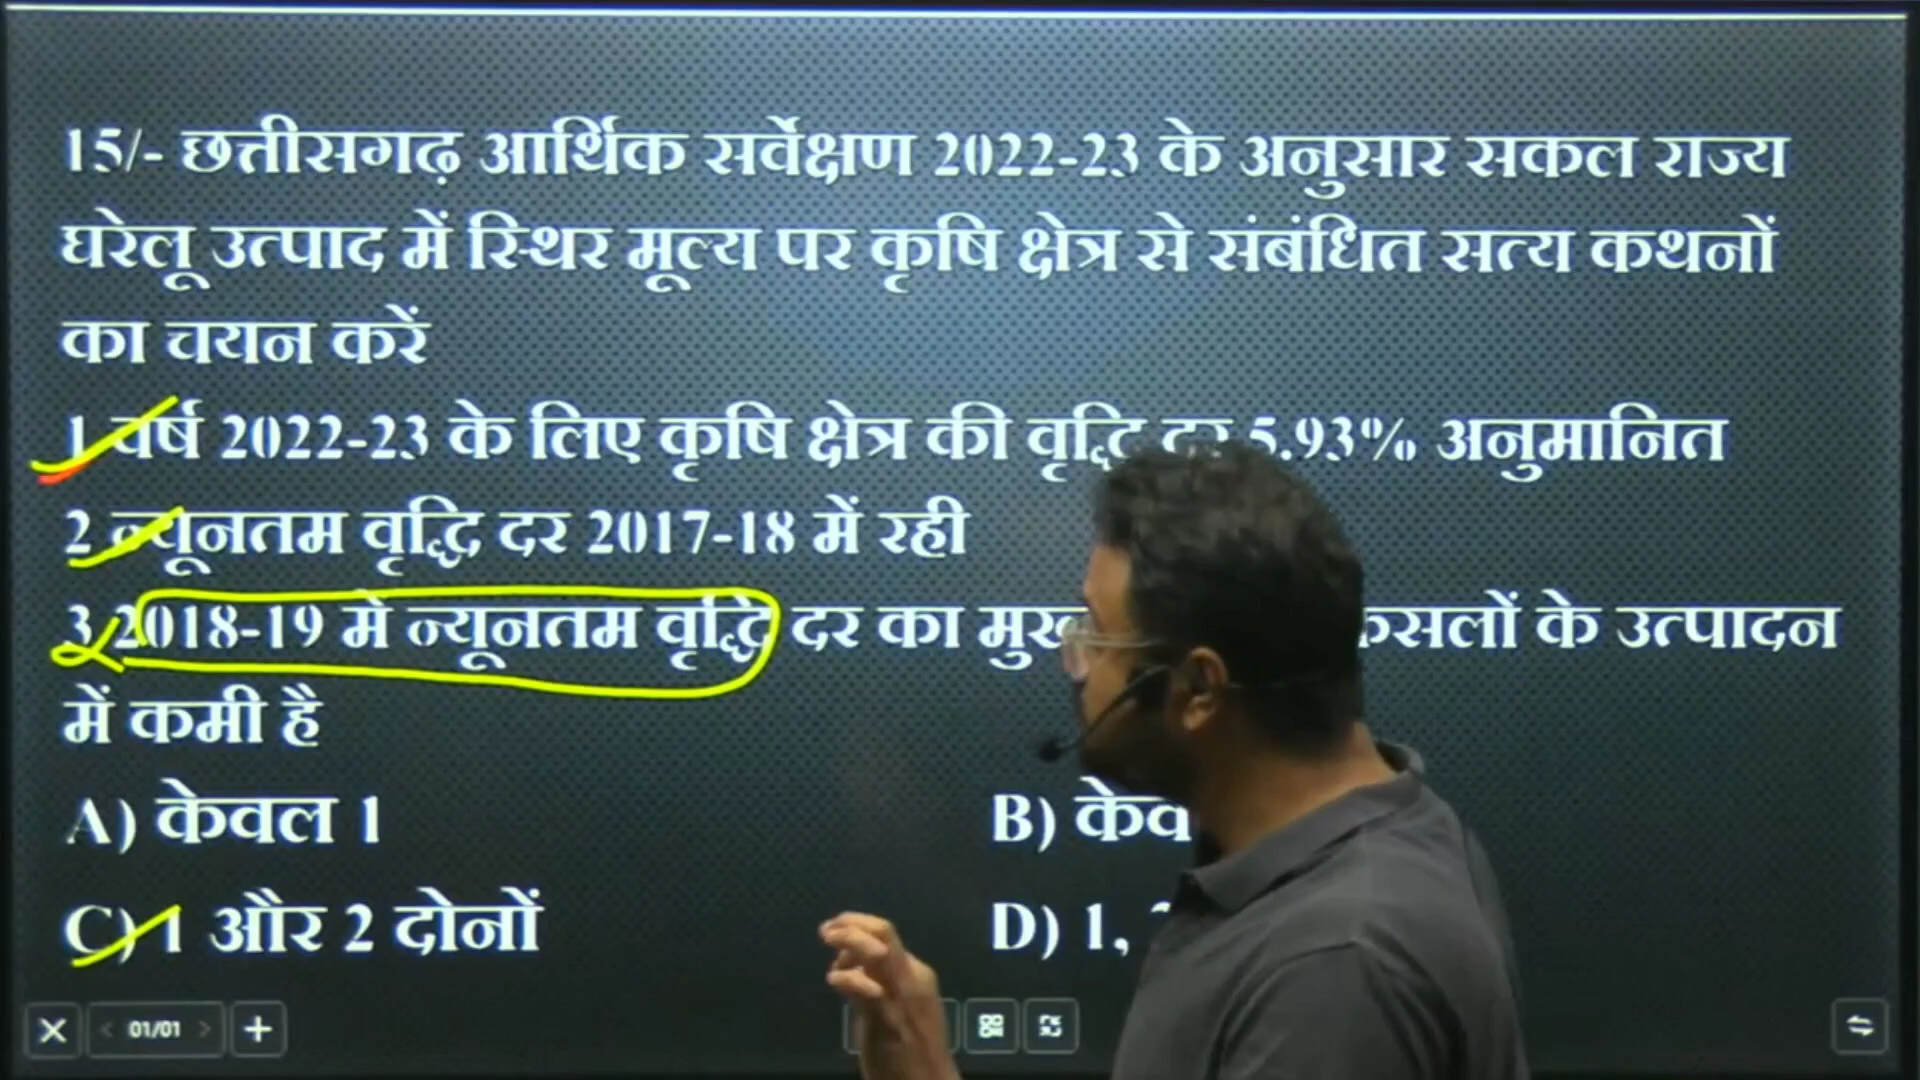 15/- छत्तीसगढ़ आर्थिक सर्वेक्षण 2022-23 के अनुसार सकल राज्य
घरेलू उत्पाद में स्थिर मूल्य पर कृषि क्षेत्र से संबंधित सत्य कथनों
का चयन करें
1 वर्ष 2022-23 के लिए कृषि क्षेत्र की वृद्धि दर 5.93% अनुमानित
2 न्यूनतम वृद्धि दर 2017-18 में रही
3 2018-19 मे न्यूनतम वृद्धि दर का फसलों के उत्पादन
में कमी है
A) केवल 1
B)
C) 1 और 2 दोनों
D) 1,
01/01